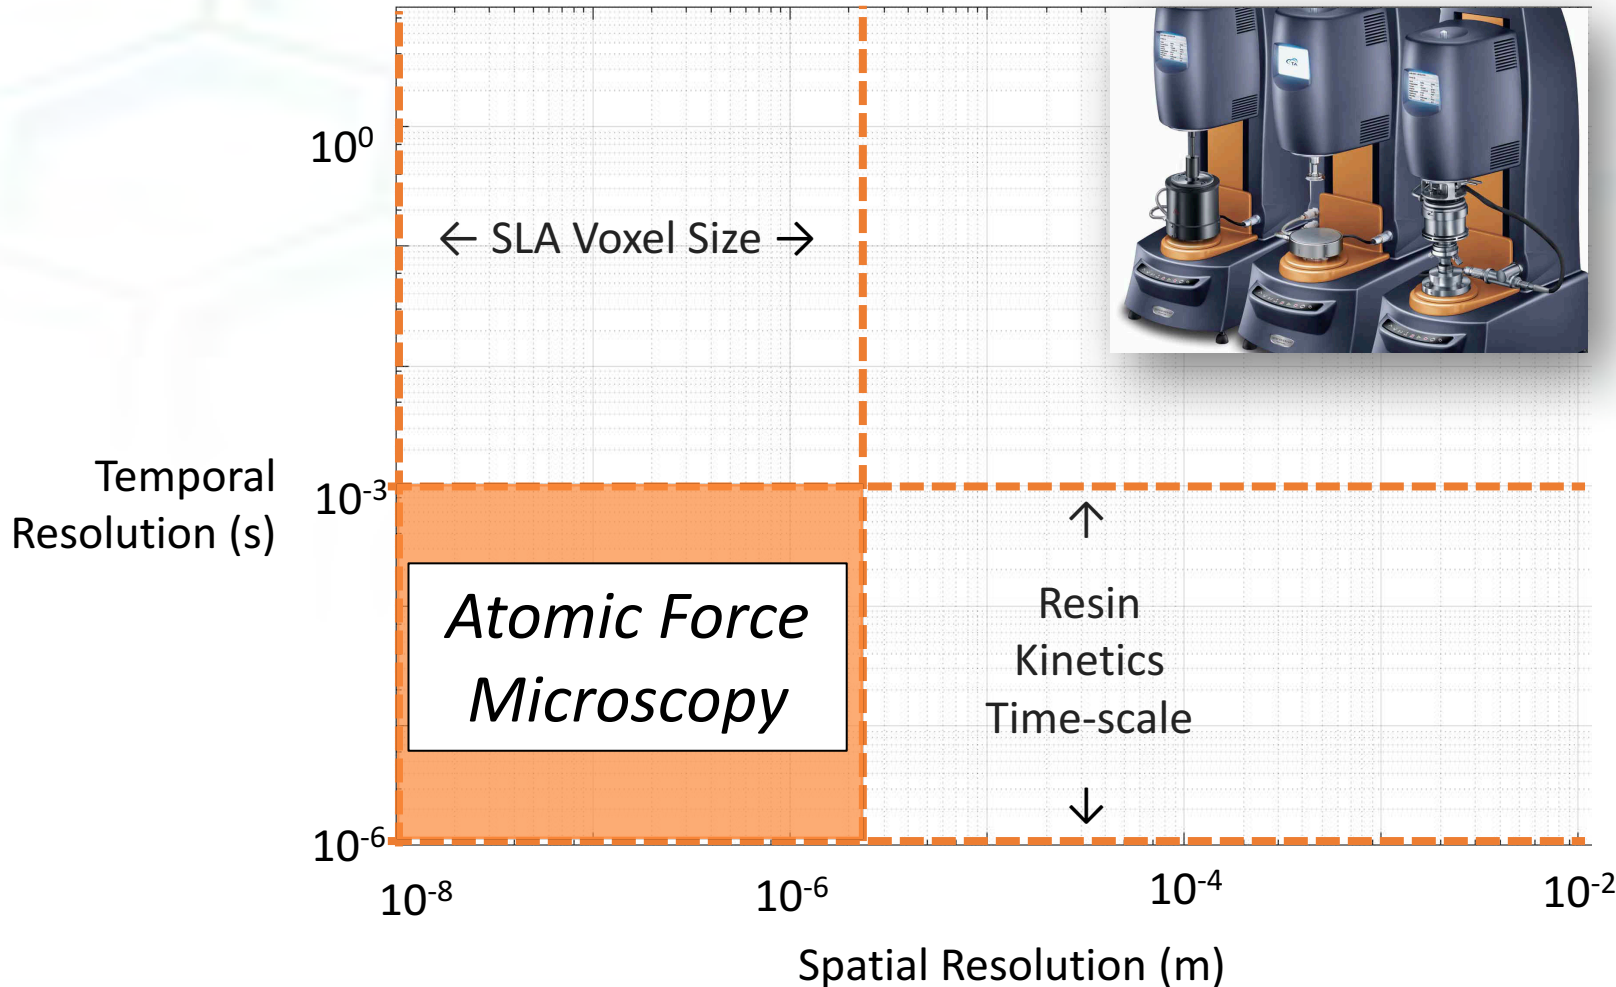 10⁰
← SLA Voxel Size →
Temporal
Resolution (s)
10⁻³
↑
Resin
Kinetics
Time-scale
↓
Atomic Force
Microscopy
10⁻⁶
10⁻⁸
10⁻⁶
10⁻⁴
10⁻²
Spatial Resolution (m)
TA